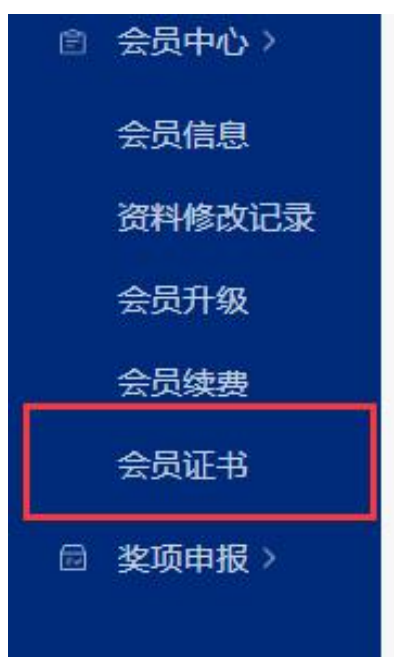 会员中心 >
会员信息
资料修改记录
会员升级
会员续费
会员证书
奖项申报 >